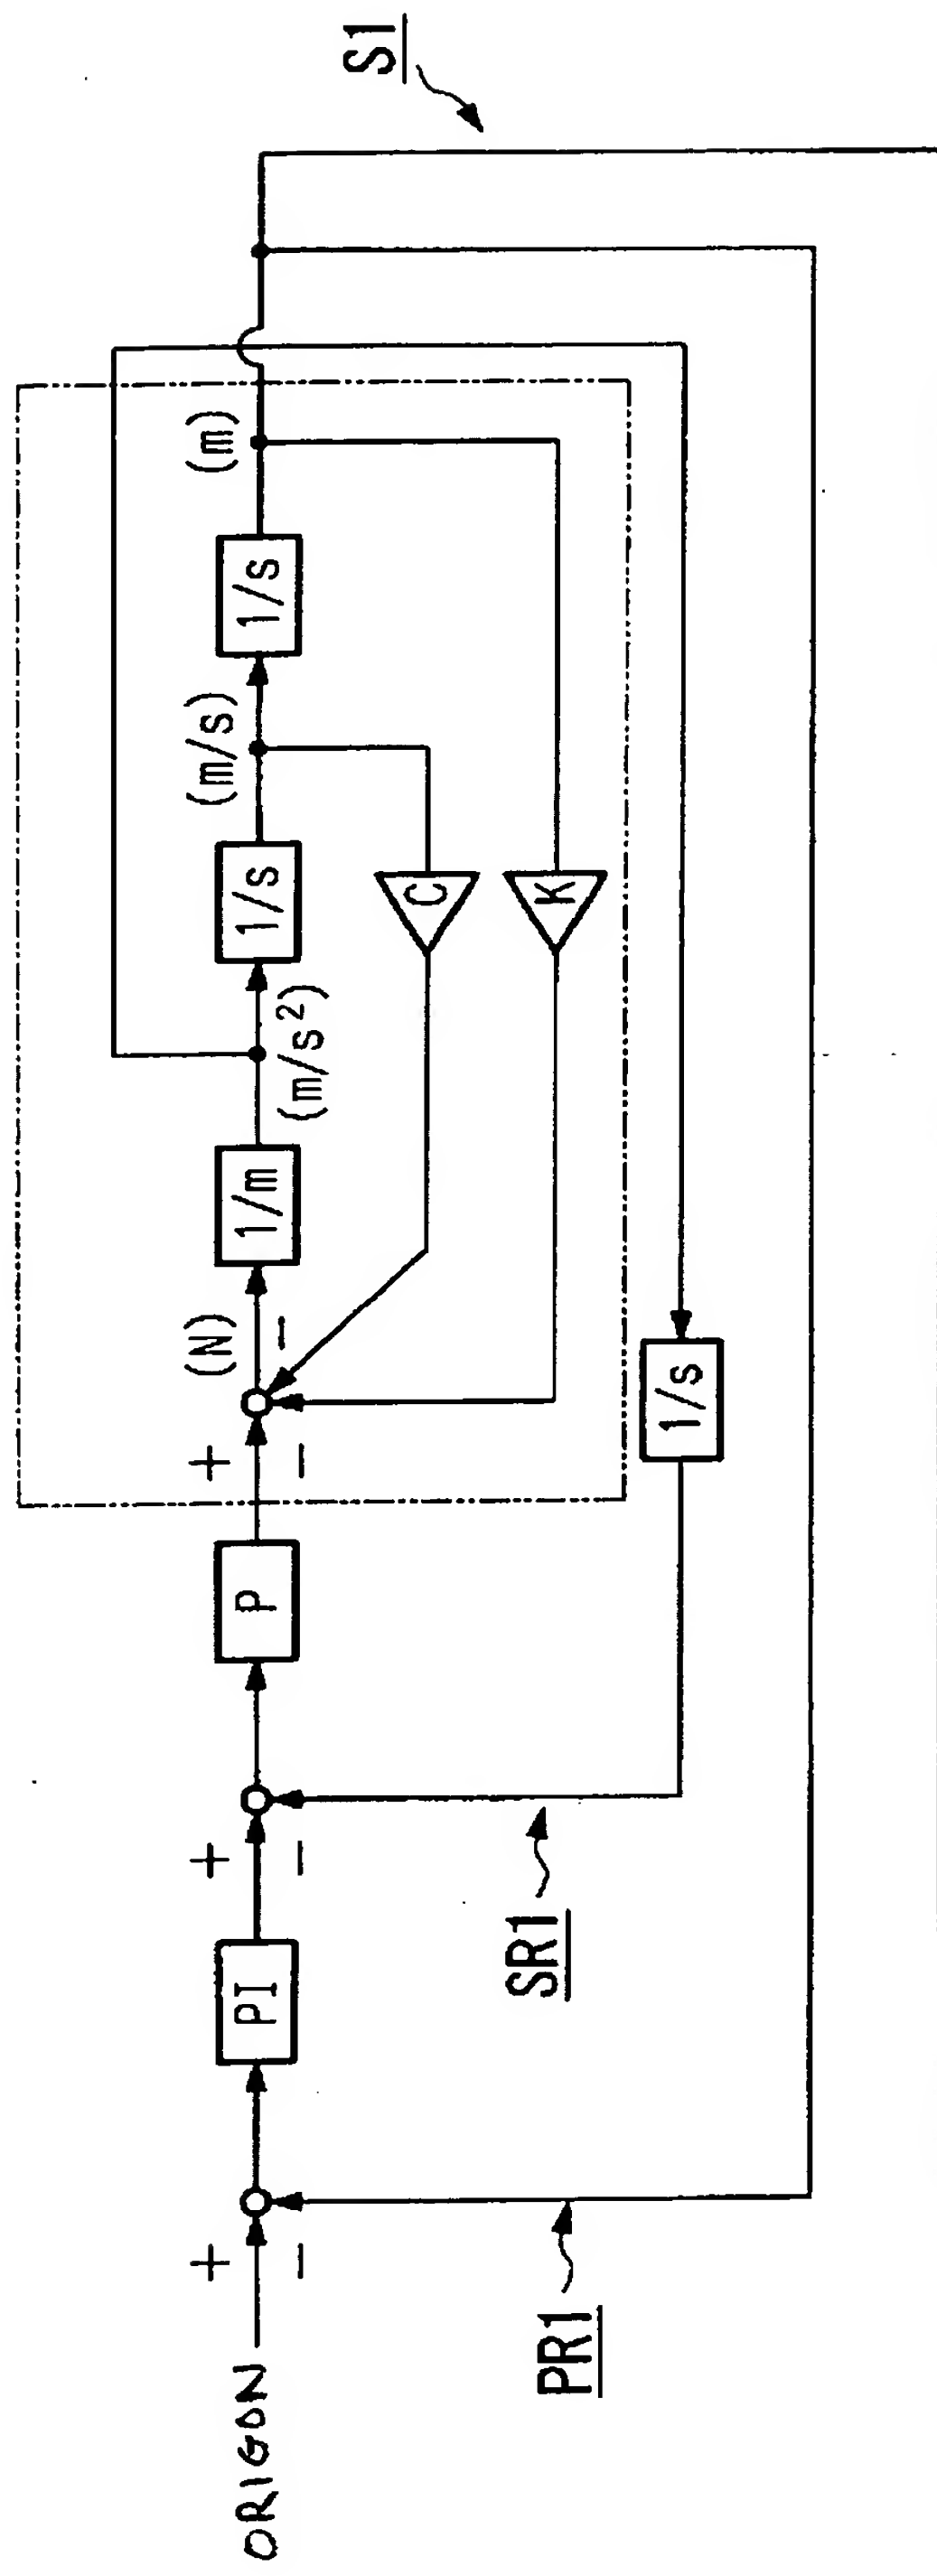 S1
ORIGON
+
−
PI
+
−
P
+
−
(N)
−
1/m
(m/s²)
1/s
(m/s)
1/s
(m)
C
K
1/s
SR1
PR1